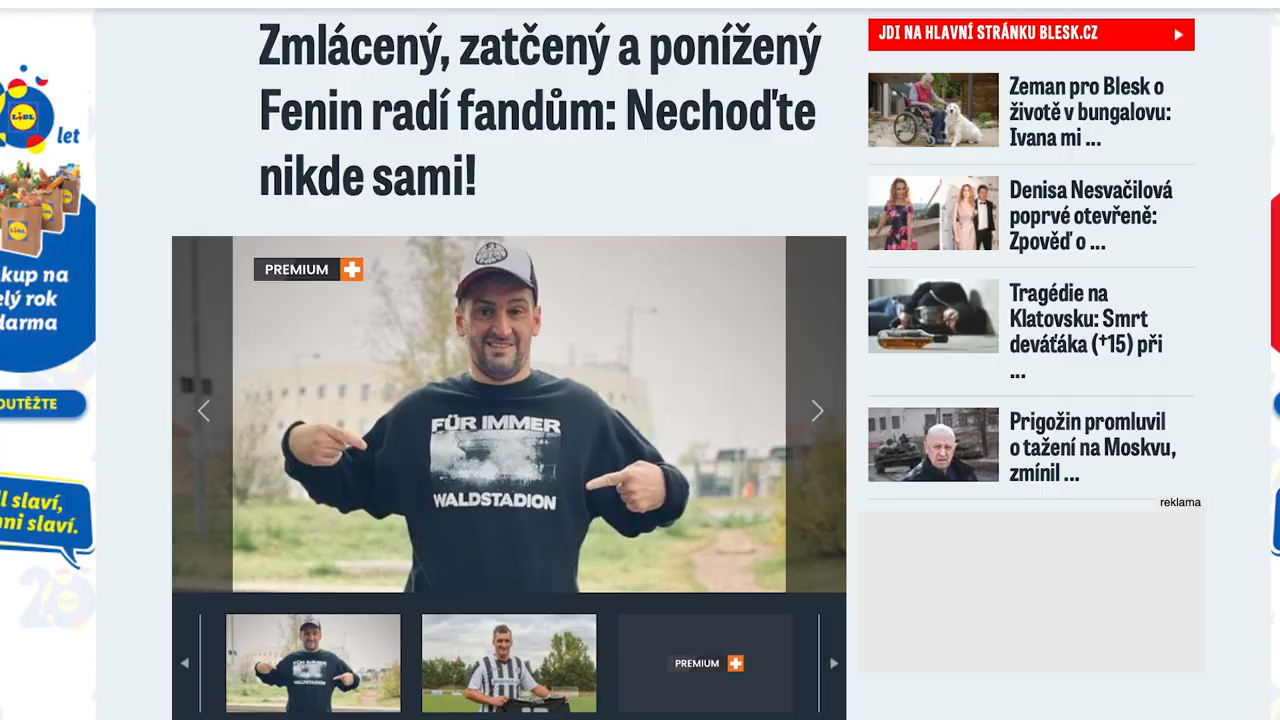 Zmlácený, zatčený a ponížený
Fenin radí fandům: Nechoďte
nikde sami!
PREMIUM
FÜR IMMER
WALDSTADION
PREMIUM
JDI NA HLAVNÍ STRÁNKU BLESK.CZ
Zeman pro Blesk o
životě v bungalovu:
Ivana mi ...
Denisa Nesvačilová
poprvé otevřeně:
Zpověď o ...
Tragédie na
Klatovsku: Smrt
deváťáka (†15) při
...
Prigožin promluvil
o tažení na Moskvu,
zmínil ...
reklama
LIDL
let
kup na
elý rok
darma
OUTĚŽTE
l slaví,
nni slaví.